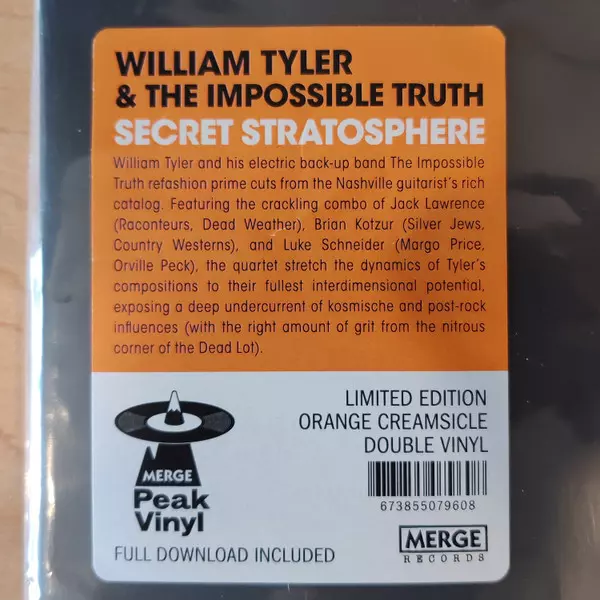 WILLIAM TYLER
& THE IMPOSSIBLE TRUTH
SECRET STRATOSPHERE
William Tyler and his electric back-up band The Impossible
Truth refashion prime cuts from the Nashville guitarist's rich
catalog. Featuring the crackling combo of Jack Lawrence
(Raconteurs, Dead Weather), Brian Kotzur (Silver Jews,
Country Westerns), and Luke Schneider (Margo Price,
Orville Peck), the quartet stretch the dynamics of Tyler's
compositions to their fullest interdimensional potential,
exposing a deep undercurrent of kosmische and post-rock
influences (with the right amount of grit from the nitrous
corner of the Dead Lot).
LIMITED EDITION
ORANGE CREAMSICLE
DOUBLE VINYL
673855079608
MERGE
Peak
Vinyl
FULL DOWNLOAD INCLUDED
MERGE
RECORDS